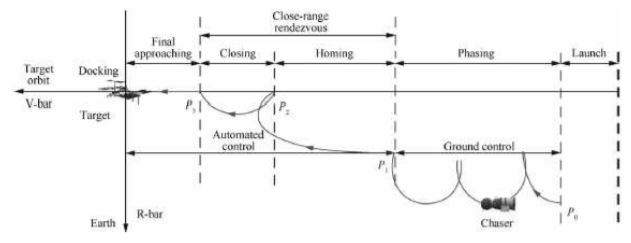 Close-range
rendezvous
Final
approaching
Closing
Homing
Phasing
Launch
Target
orbit
Docking
V-bar
Target
P3
P2
Automated
control
Ground control
P1
Chaser
P0
Earth
R-bar